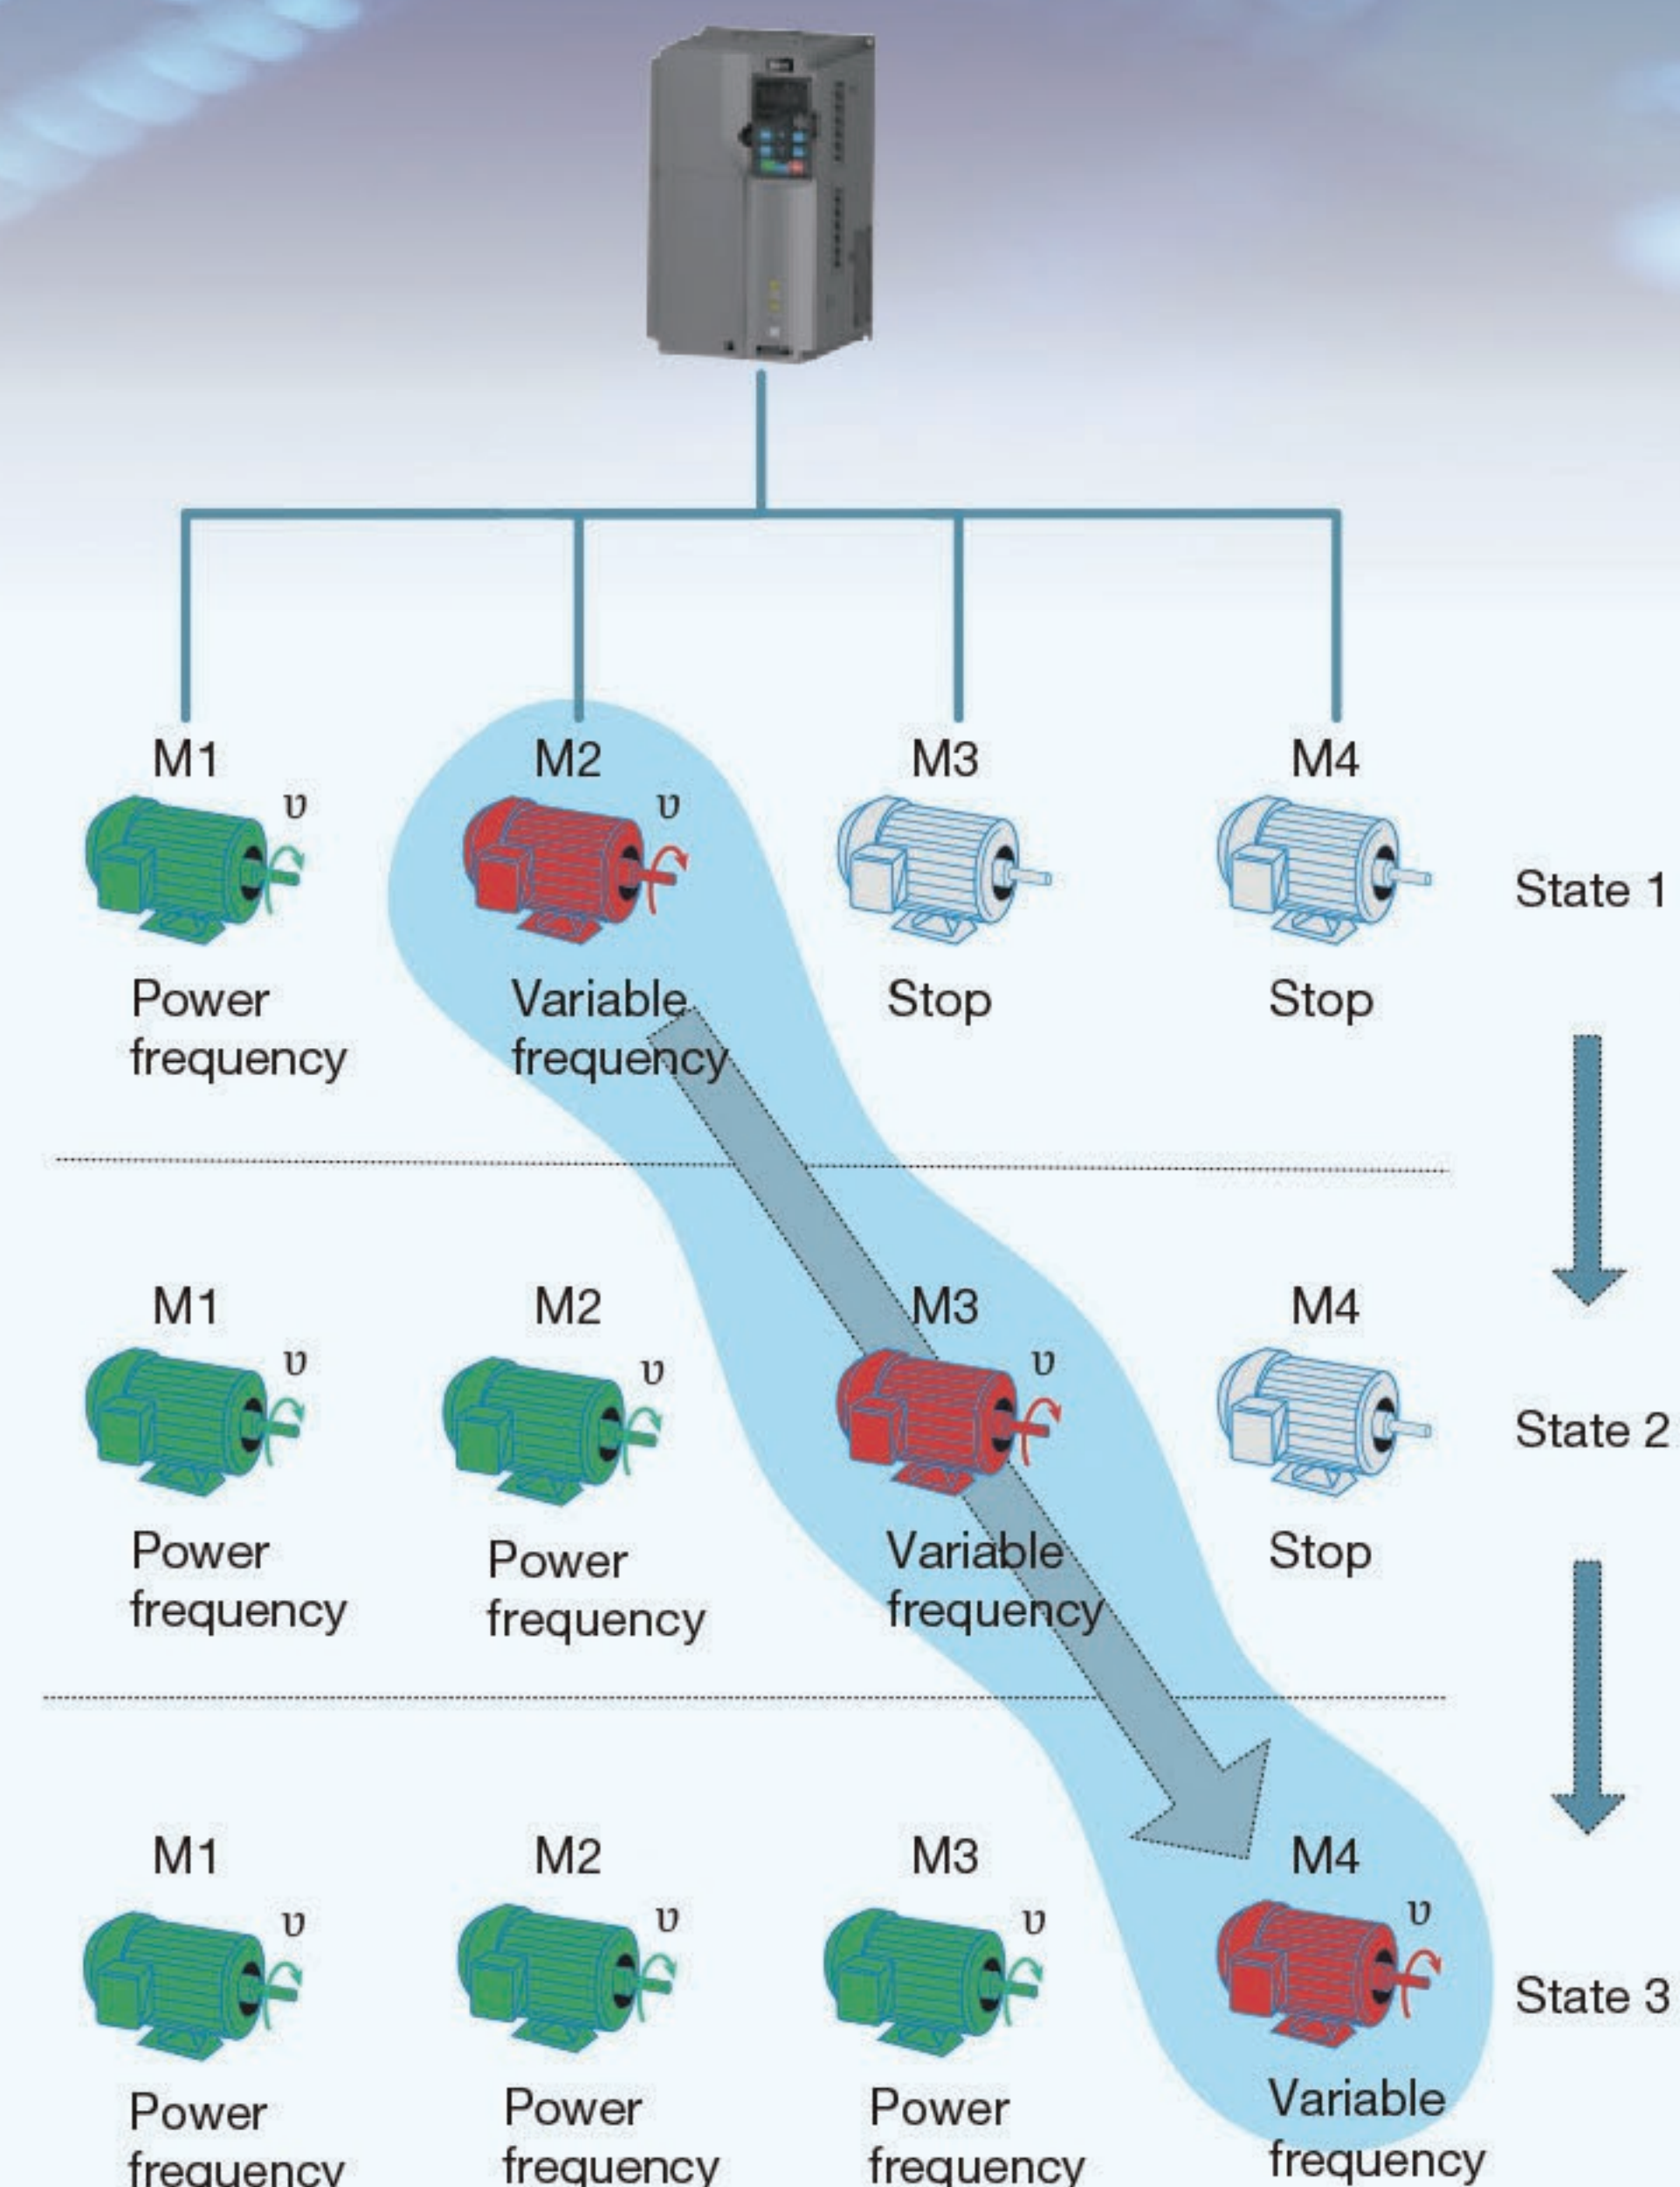 M1 M2 M3 M4
υ υ
State 1
Power Variable Stop Stop
frequency frequency
M1 M2 M3 M4
υ υ υ
State 2
Power Power Variable Stop
frequency frequency frequency
M1 M2 M3 M4
υ υ υ υ
State 3
Power Power Power Variable
frequency frequency frequency frequency